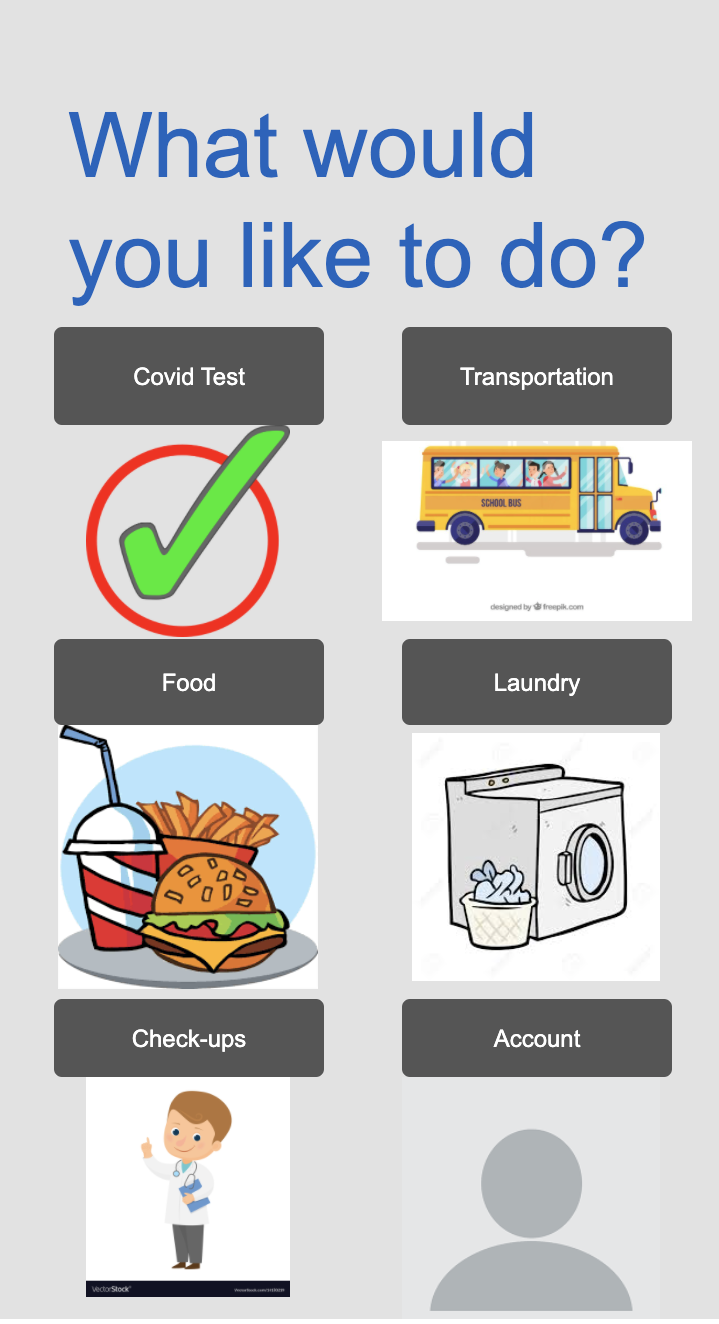 What would
you like to do?
Covid Test
Transportation
SCHOOL BUS
designed by freepik.com
Food
Laundry
Check-ups
Account
VectorStock®